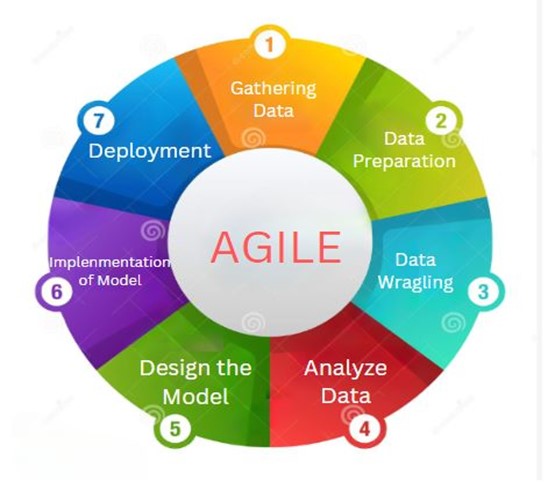 1
Gathering
Data
2
Data
Preparation
3
Data
Wragling
4
Analyze
Data
5
Design the
Model
6
Implenmentation
of Model
7
Deployment
AGILE